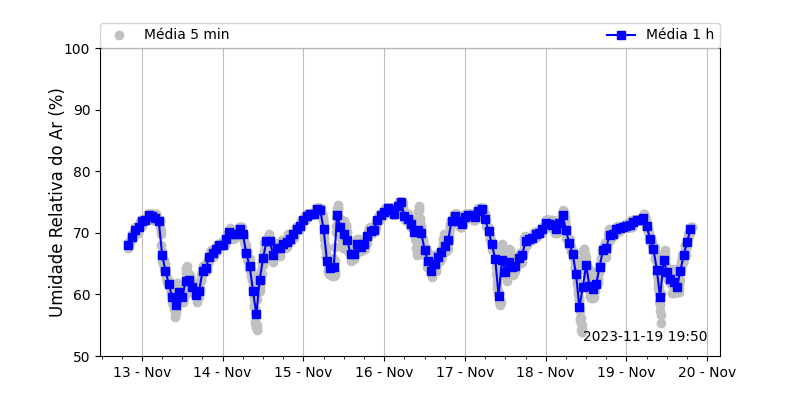 Média 5 min Média 1 h
Umidade Relativa do Ar (%)
100
90
80
70
60
50
2023-11-19 19:50
13 - Nov 14 - Nov 15 - Nov 16 - Nov 17 - Nov 18 - Nov 19 - Nov 20 - Nov